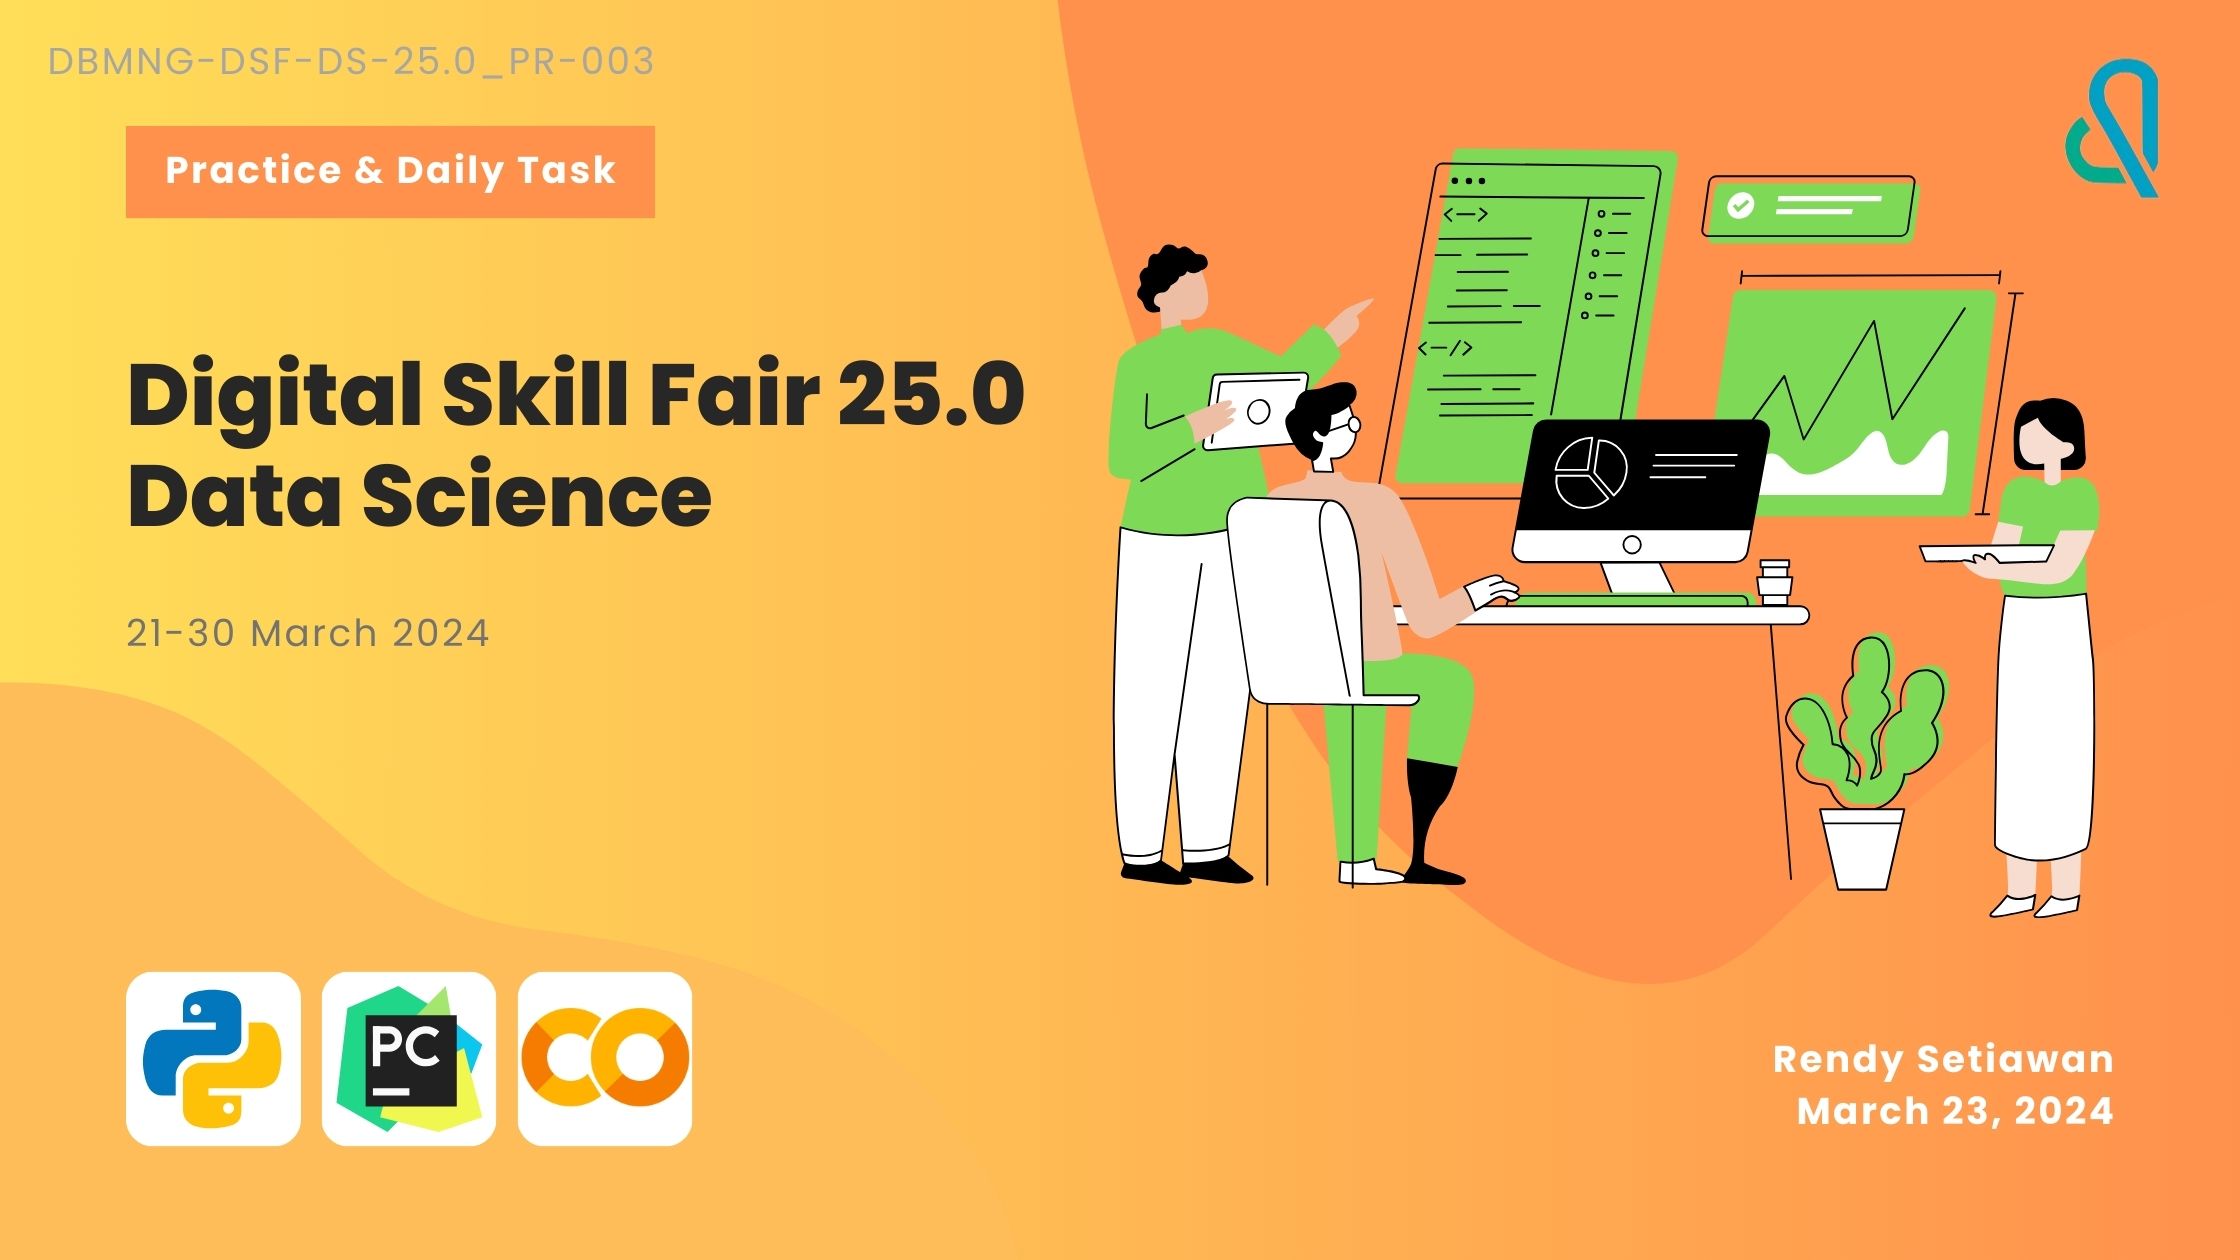 DBMNG-DSF-DS-25.0_PR-003
Practice & Daily Task
Digital Skill Fair 25.0
Data Science
21-30 March 2024
<-->
<--/>
PC
Rendy Setiawan
March 23, 2024